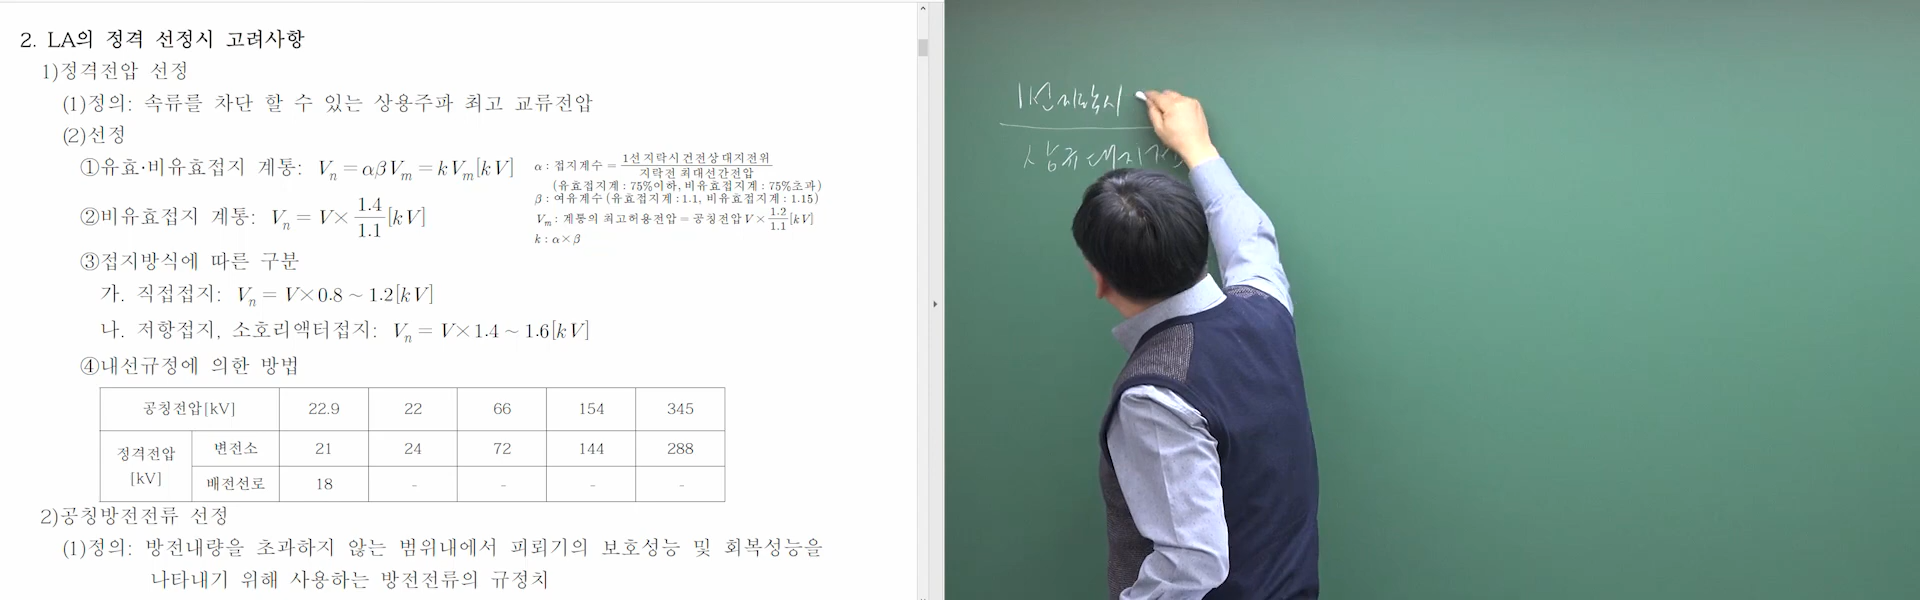 2. LA의 정격 선정시 고려사항
1)정격전압 선정
(1)정의: 속류를 차단 할 수 있는 상용주파 최고 교류전압
(2)선정
①유효·비유효접지 계통: Vn = αβVm = kVm[kV]
α : 접지계수 = 1선 지락시 건전상 대지전위 / 지락전 최대선간전압
(유효접지계 : 75%이하, 비유효접지계 : 75%초과)
β : 여유계수 (유효접지계 : 1.1, 비유효접지계 : 1.15)
Vm : 계통의 최고허용전압 = 공칭전압 V × 1.2/1.1 [kV]
k : α×β
②비유효접지 계통: Vn = V× 1.4/1.1 [kV]
③접지방식에 따른 구분
가. 직접접지: Vn = V×0.8 ~ 1.2[kV]
나. 저항접지, 소호리액터접지: Vn = V×1.4 ~ 1.6[kV]
④내선규정에 의한 방법
공칭전압[kV] 22.9 22 66 154 345
정격전압[kV] 변전소 21 24 72 144 288
배전선로 18 - - - -
2)공칭방전전류 선정
(1)정의: 방전내량을 초과하지 않는 범위내에서 피뢰기의 보호성능 및 회복성능을
나타내기 위해 사용하는 방전전류의 규정치
1선 지락시
대지전